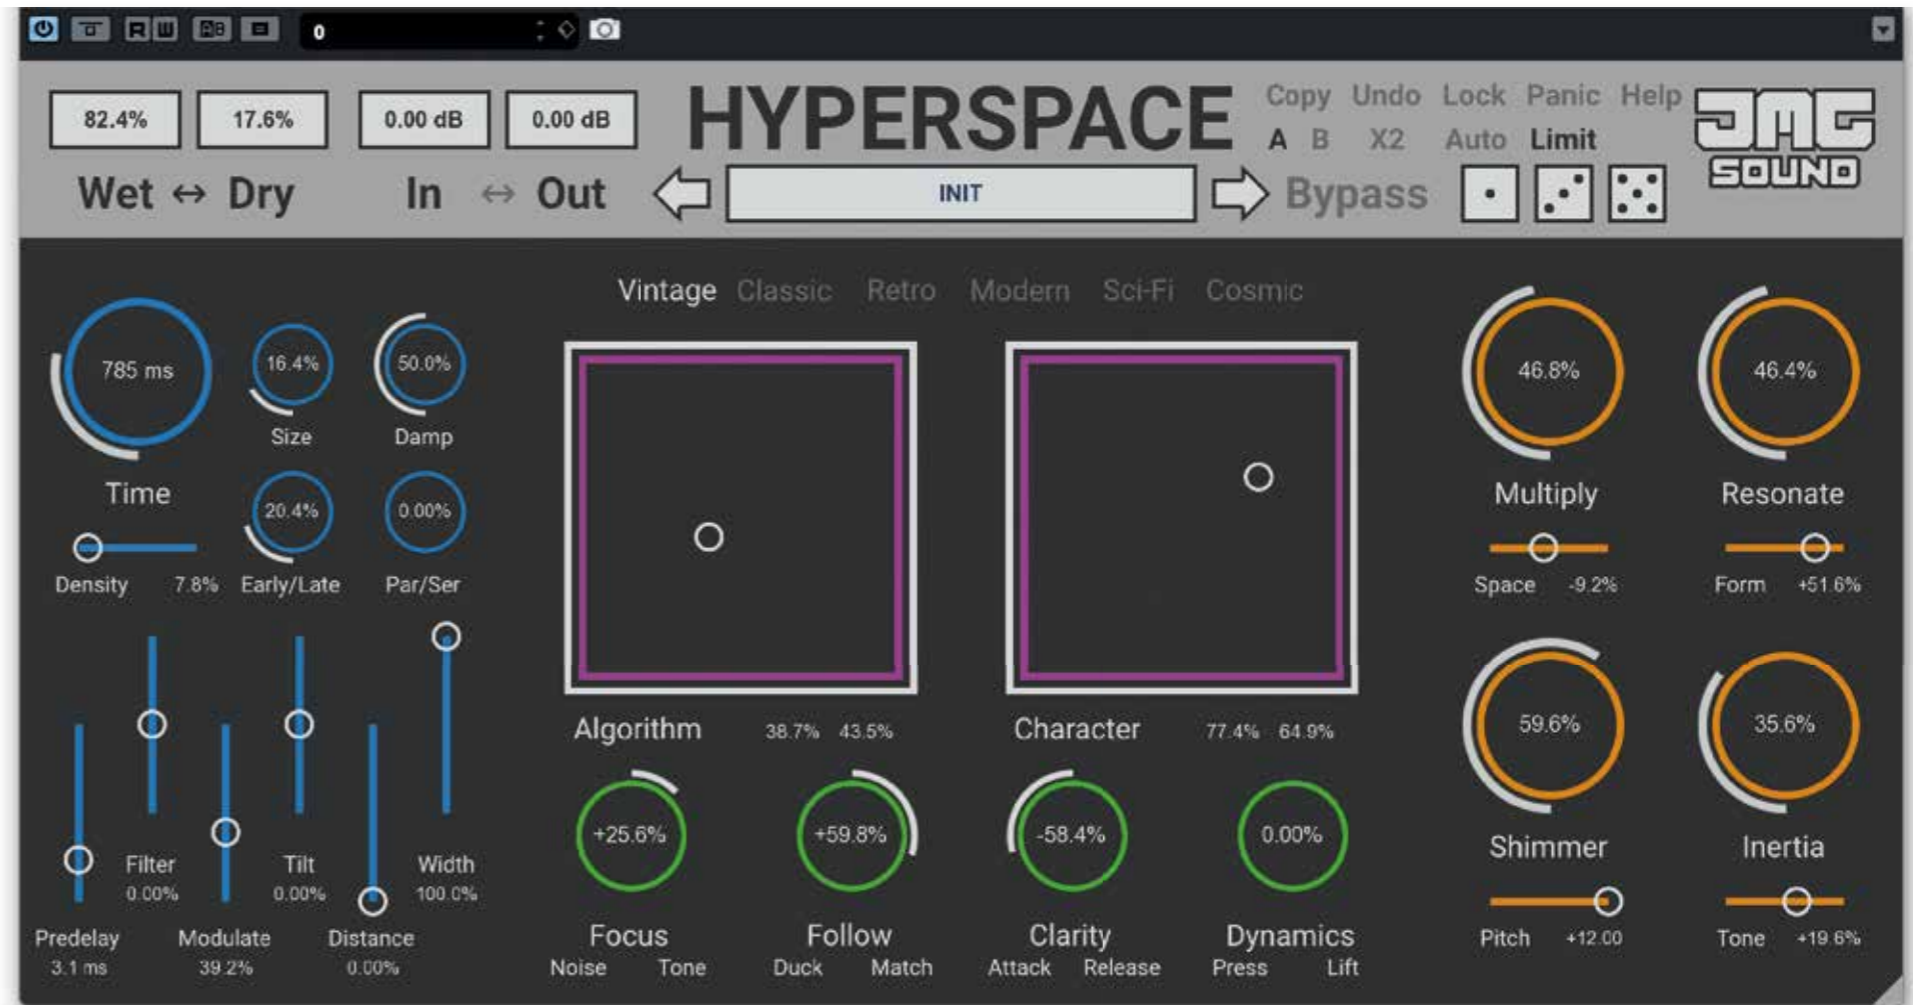 R W AB 0
82.4% 17.6% 0.00 dB 0.00 dB HYPERSPACE Copy Undo Lock Panic Help
A B X2 Auto Limit
JMG SOUND
Wet ↔ Dry In ↔ Out INIT Bypass
Vintage Classic Retro Modern Sci-Fi Cosmic
785 ms 16.4% 50.0% 46.8% 46.4%
Size Damp
Time Multiply Resonate
20.4% 0.00%
Density 7.8% Early/Late Par/Ser Space -9.2% Form +51.6%
Algorithm 38.7% 43.5% Character 77.4% 64.9% 59.6% 35.6%
+25.6% +59.8% -58.4% 0.00%
Filter Tilt Width Shimmer Inertia
0.00% 0.00% 100.0%
Predelay Modulate Distance Focus Follow Clarity Dynamics Pitch +12.00 Tone +19.6%
3.1 ms 39.2% 0.00% Noise Tone Duck Match Attack Release Press Lift